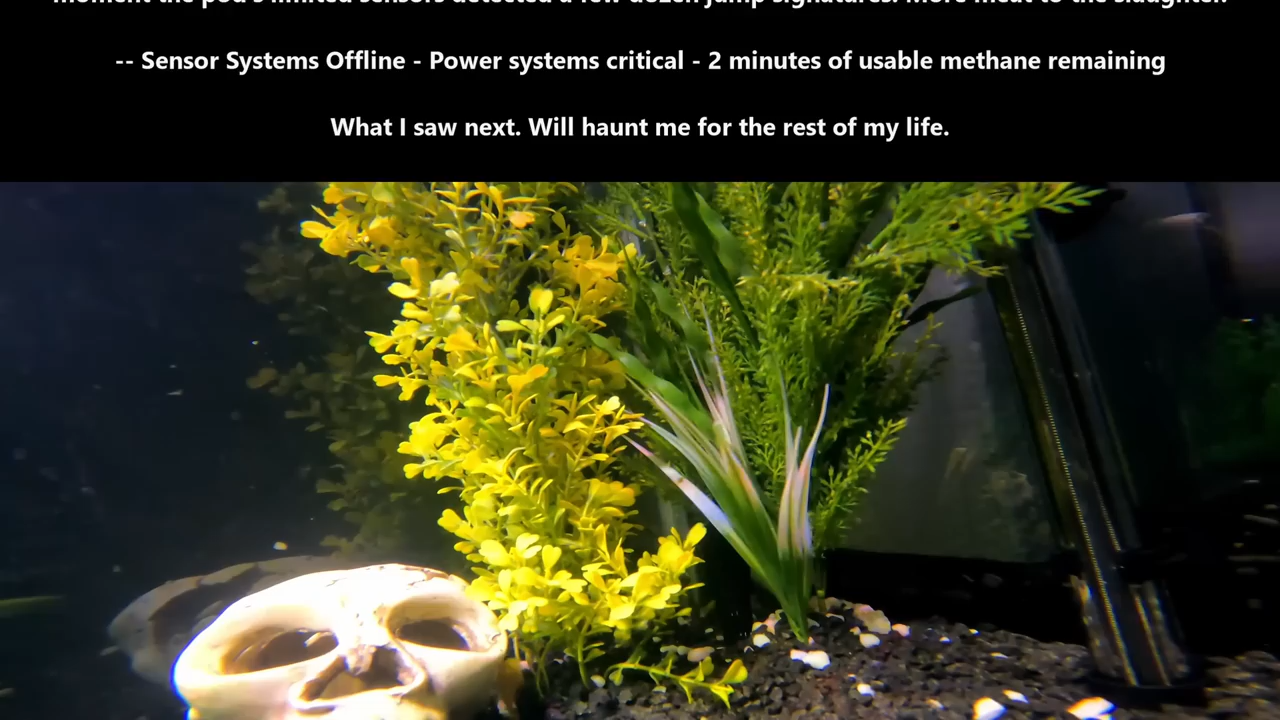 moment the pod's limited sensors detected a few dozen jump signatures. More meat to the slaughter.
-- Sensor Systems Offline - Power systems critical - 2 minutes of usable methane remaining
What I saw next. Will haunt me for the rest of my life.